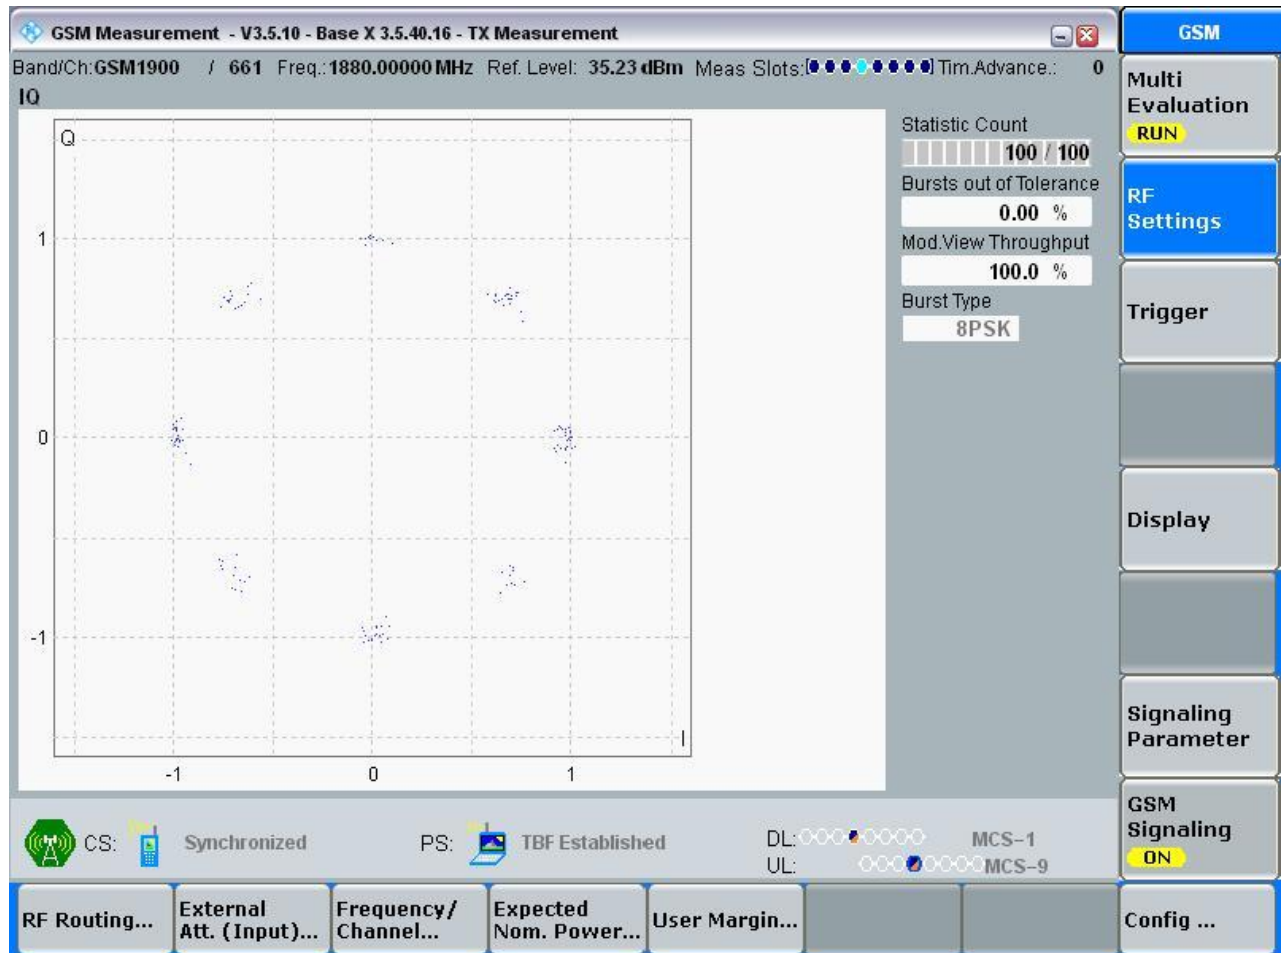 GSM Measurement - V3.5.10 - Base X 3.5.40.16 - TX Measurement
GSM
Band/Ch:GSM1900 / 661 Freq.:1880.00000 MHz Ref. Level: 35.23 dBm Meas Slots: Tim.Advance.: 0
IQ
Q
1
0
-1
I
-1 0 1
Statistic Count
100 / 100
Bursts out of Tolerance
0.00 %
Mod.View Throughput
100.0 %
Burst Type
8PSK
Multi
Evaluation
RUN
RF
Settings
Trigger
Display
Signaling
Parameter
GSM
Signaling
ON
CS: Synchronized PS: TBF Established DL: MCS-1
UL: MCS-9
RF Routing...
External
Att. (Input)...
Frequency/
Channel...
Expected
Nom. Power...
User Margin...
Config ...